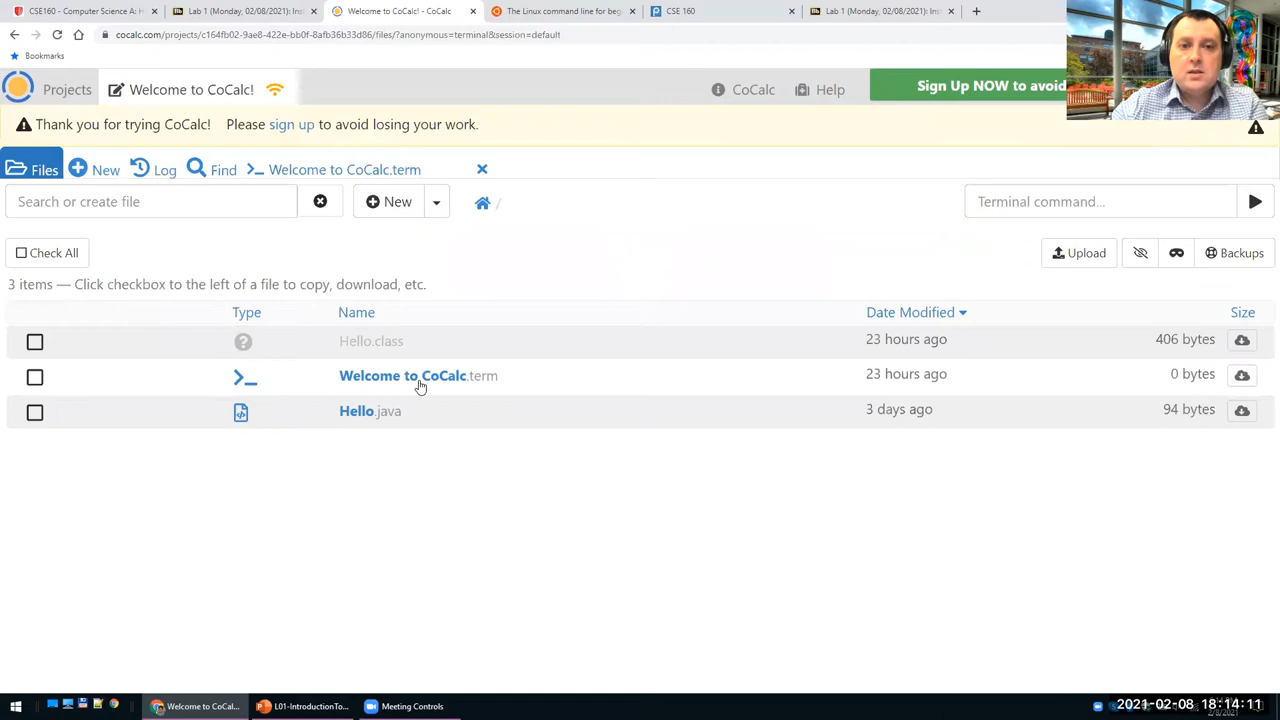 CSE160 - Computer Science A: H
Lab 1 (Monday, 02/08/2021): Inst
Welcome to CoCalc! - CoCalc
The Linux command line for beg
CSE 160
Lab 1 (Monday, 02/08/2021): Inst
cocalc.com/projects/c164fb02-9ae8-422e-bb0f-8afb36b33d86/files/?anonymous=terminal&session=default
Bookmarks
Projects
Welcome to CoCalc!
CoCalc
Help
Sign Up NOW to avoid
Thank you for trying CoCalc! Please sign up to avoid losing your work.
Files
New
Log
Find
Welcome to CoCalc.term
Search or create file
New
/
Terminal command...
Check All
Upload
Backups
3 items — Click checkbox to the left of a file to copy, download, etc.
Type Name Date Modified Size
Hello.class 23 hours ago 406 bytes
Welcome to CoCalc.term 23 hours ago 0 bytes
Hello.java 3 days ago 94 bytes
Welcome to CoCal...
L01-IntroductionTo...
Meeting Controls
2021-02-08 18:14:11
2/8/2021